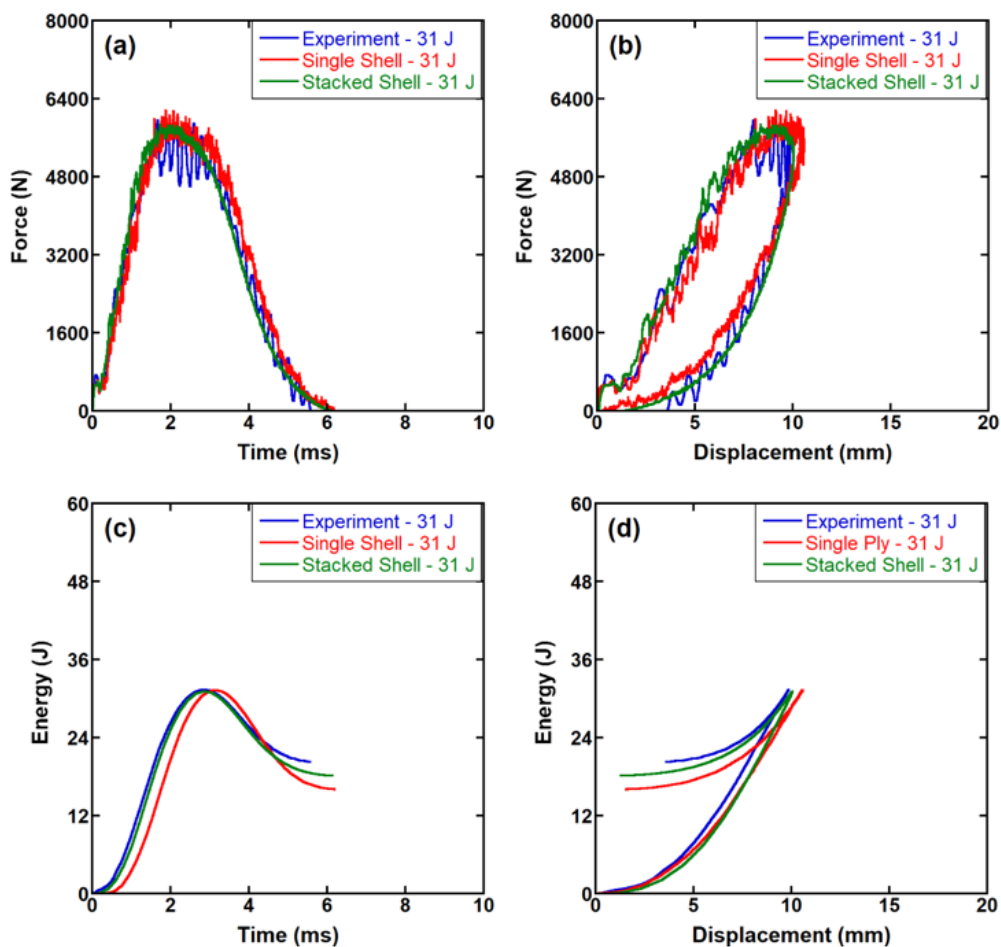 (a)
Experiment - 31 J
Single Shell - 31 J
Stacked Shell - 31 J
8000
6400
4800
3200
1600
0
Force (N)
0 2 4 6 8 10
Time (ms)
(b)
Experiment - 31 J
Single Shell - 31 J
Stacked Shell - 31 J
8000
6400
4800
3200
1600
0
Force (N)
0 5 10 15 20
Displacement (mm)
(c)
Experiment - 31 J
Single Shell - 31 J
Stacked Shell - 31 J
60
48
36
24
12
0
Energy (J)
0 2 4 6 8 10
Time (ms)
(d)
Experiment - 31 J
Single Ply - 31 J
Stacked Shell - 31 J
60
48
36
24
12
0
Energy (J)
0 5 10 15 20
Displacement (mm)